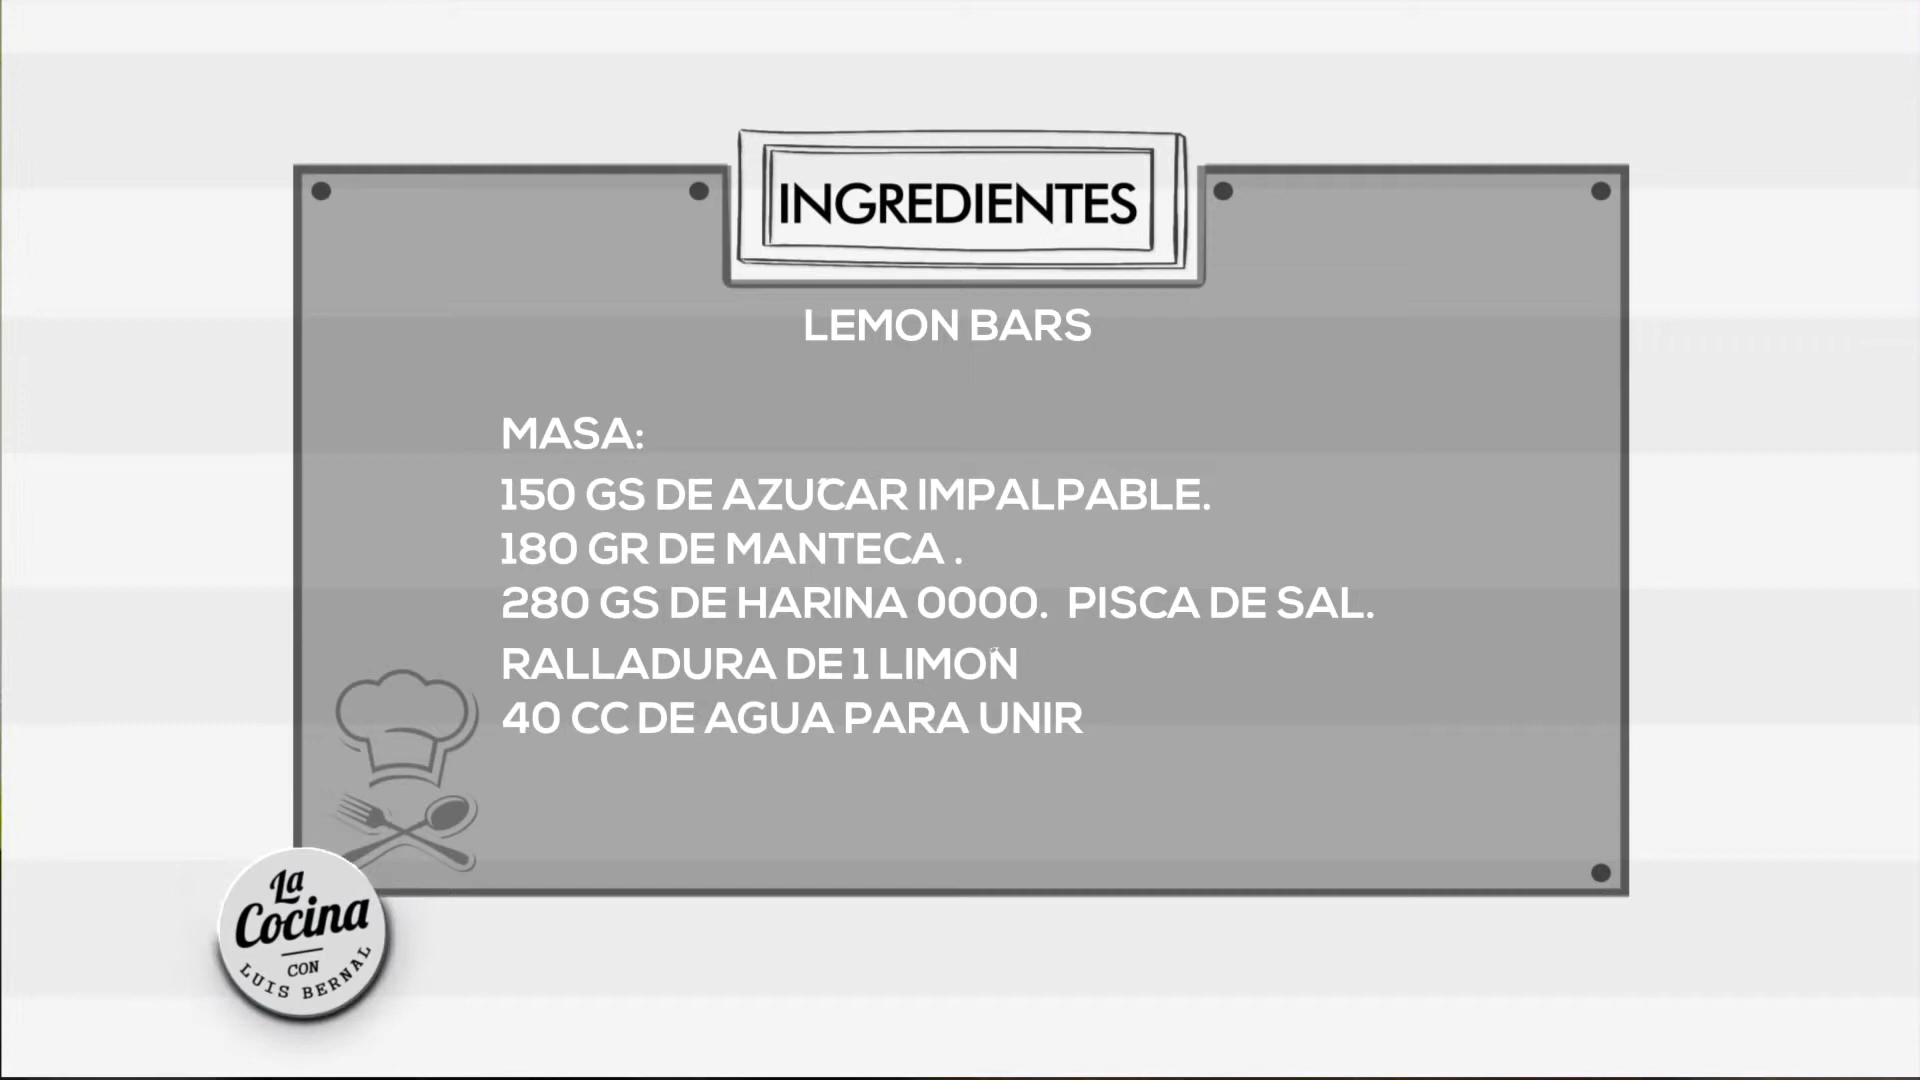 INGREDIENTES
LEMON BARS
MASA:
150 GS DE AZUCAR IMPALPABLE.
180 GR DE MANTECA .
280 GS DE HARINA 0000. PISCA DE SAL.
RALLADURA DE 1 LIMON
40 CC DE AGUA PARA UNIR
La
Cocina
CON
LUIS BERNAL